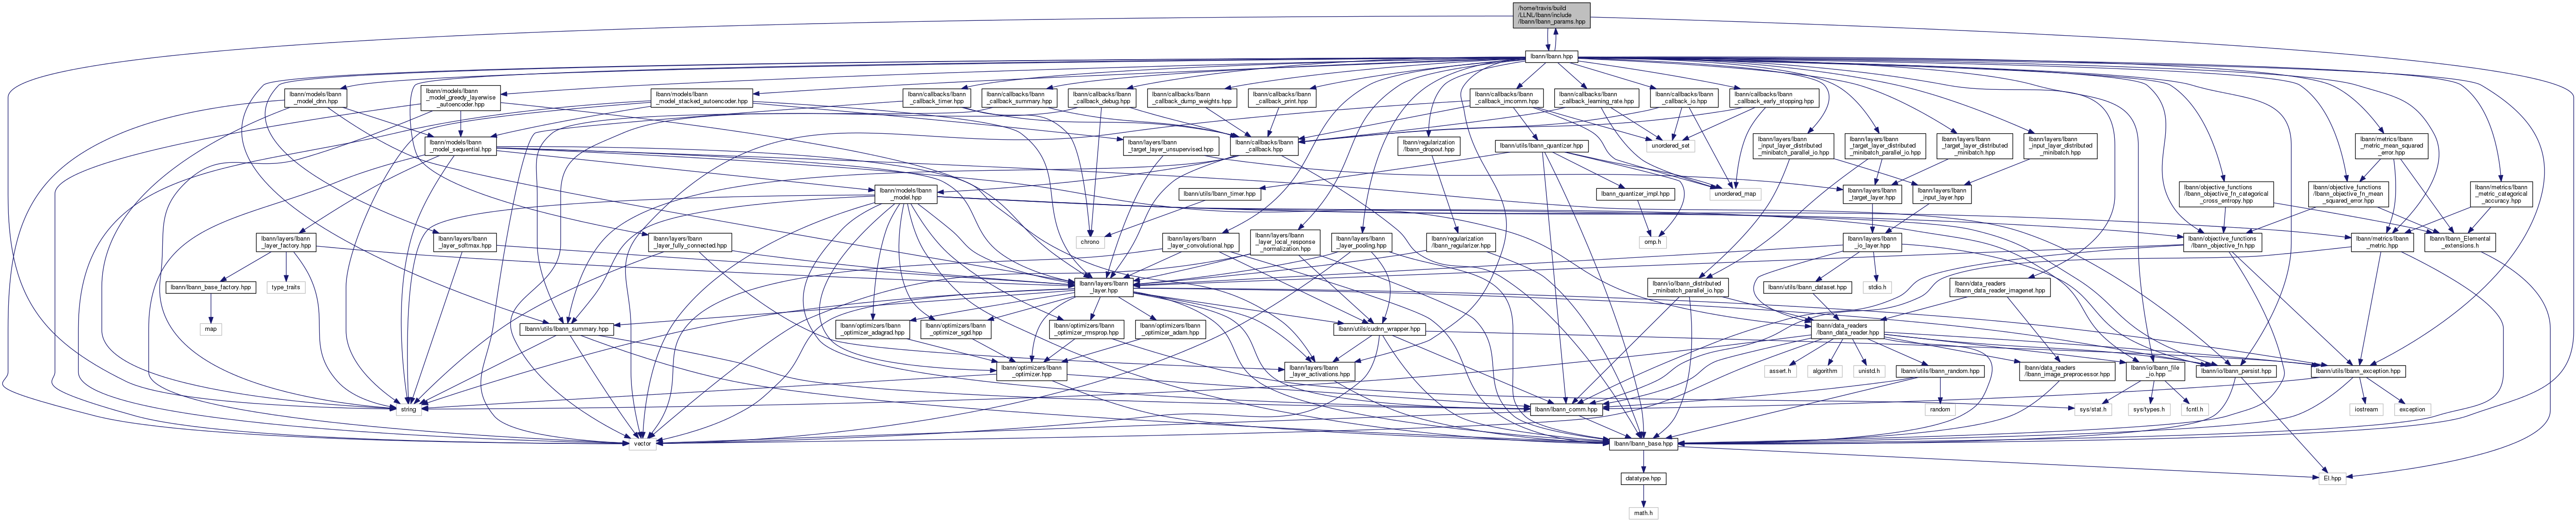 /home/travis/build
/LLNL/lbann/include
/lbann/lbann_params.hpp
lbann/lbann.hpp
lbann/models/lbann
_model_dnn.hpp
lbann/models/lbann
_model_greedy_layerwise
_autoencoder.hpp
lbann/models/lbann
_model_stacked_autoencoder.hpp
lbann/callbacks/lbann
_callback_timer.hpp
lbann/callbacks/lbann
_callback_summary.hpp
lbann/callbacks/lbann
_callback_debug.hpp
lbann/callbacks/lbann
_callback_dump_weights.hpp
lbann/callbacks/lbann
_callback_print.hpp
lbann/callbacks/lbann
_callback_imcomm.hpp
lbann/callbacks/lbann
_callback_learning_rate.hpp
lbann/callbacks/lbann
_callback_io.hpp
lbann/callbacks/lbann
_callback_early_stopping.hpp
lbann/models/lbann
_model_sequential.hpp
lbann/layers/lbann
_target_layer_unsupervised.hpp
lbann/callbacks/lbann
_callback.hpp
lbann/regularization
/lbann_dropout.hpp
lbann/utils/lbann_quantizer.hpp
unordered_set
lbann/layers/lbann
_input_layer_distributed
_minibatch_parallel_io.hpp
lbann/layers/lbann
_target_layer_distributed
_minibatch_parallel_io.hpp
lbann/layers/lbann
_target_layer_distributed
_minibatch.hpp
lbann/layers/lbann
_input_layer_distributed
_minibatch.hpp
lbann/metrics/lbann
_metric_mean_squared
_error.hpp
lbann/models/lbann
_model.hpp
lbann/utils/lbann_timer.hpp
lbann_quantizer_impl.hpp
unordered_map
lbann/layers/lbann
_target_layer.hpp
lbann/layers/lbann
_input_layer.hpp
lbann/objective_functions
/lbann_objective_fn_categorical
_cross_entropy.hpp
lbann/objective_functions
/lbann_objective_fn_mean
_squared_error.hpp
lbann/metrics/lbann
_metric_categorical
_accuracy.hpp
lbann/layers/lbann
_layer_factory.hpp
lbann/layers/lbann
_layer_softmax.hpp
lbann/layers/lbann
_layer_fully_connected.hpp
chrono
lbann/layers/lbann
_layer_convolutional.hpp
lbann/layers/lbann
_layer_local_response
_normalization.hpp
lbann/layers/lbann
_layer_pooling.hpp
lbann/regularization
/lbann_regularizer.hpp
omp.h
lbann/layers/lbann
_io_layer.hpp
lbann/objective_functions
/lbann_objective_fn.hpp
lbann/metrics/lbann
_metric.hpp
lbann/lbann_Elemental
_extensions.hpp
lbann/lbann_base_factory.hpp
type_traits
lbann/layers/lbann
_layer.hpp
lbann/io/lbann_distributed
_minibatch_parallel_io.hpp
lbann/utils/lbann_dataset.hpp
stdio.h
lbann/data_readers
/lbann_data_reader_imagenet.hpp
map
lbann/utils/lbann_summary.hpp
lbann/optimizers/lbann
_optimizer_adagrad.hpp
lbann/optimizers/lbann
_optimizer_sgd.hpp
lbann/optimizers/lbann
_optimizer_rmsprop.hpp
lbann/optimizers/lbann
_optimizer_adam.hpp
lbann/utils/cudnn_wrapper.hpp
lbann/data_readers
/lbann_data_reader.hpp
lbann/optimizers/lbann
_optimizer.hpp
lbann/layers/lbann
_layer_activations.hpp
assert.h
algorithm
unistd.h
lbann/utils/lbann_random.hpp
lbann/data_readers
/lbann_image_preprocessor.hpp
lbann/io/lbann_file
_io.hpp
lbann/io/lbann_persist.hpp
lbann/utils/lbann_exception.hpp
string
lbann/lbann_comm.hpp
random
sys/stat.h
sys/types.h
fcntl.h
iostream
exception
vector
lbann/lbann_base.hpp
datatype.hpp
El.hpp
math.h